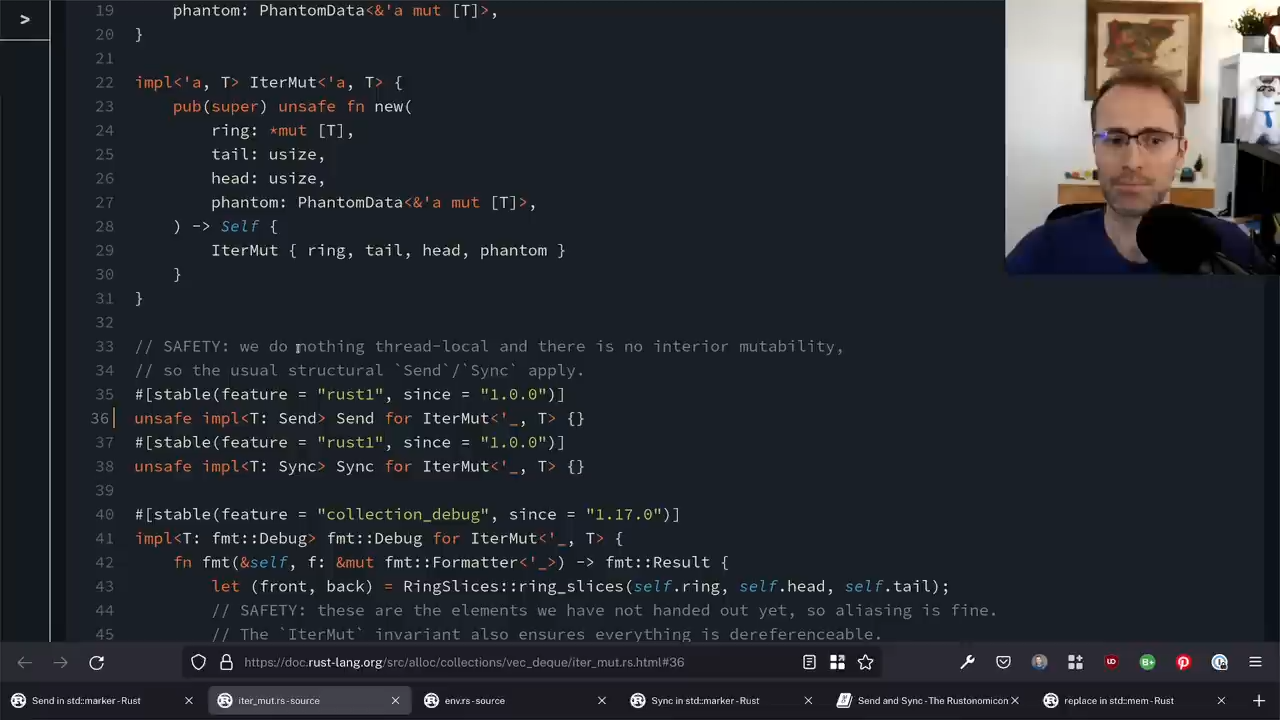 >
19 phantom: PhantomData<&'a mut [T]>,
20 }
21
22 impl<'a, T> IterMut<'a, T> {
23 pub(super) unsafe fn new(
24 ring: *mut [T],
25 tail: usize,
26 head: usize,
27 phantom: PhantomData<&'a mut [T]>,
28 ) -> Self {
29 IterMut { ring, tail, head, phantom }
30 }
31 }
32
33 // SAFETY: we do nothing thread-local and there is no interior mutability,
34 // so the usual structural `Send`/`Sync` apply.
35 #[stable(feature = "rust1", since = "1.0.0")]
36 unsafe impl<T: Send> Send for IterMut<'_, T> {}
37 #[stable(feature = "rust1", since = "1.0.0")]
38 unsafe impl<T: Sync> Sync for IterMut<'_, T> {}
39
40 #[stable(feature = "collection_debug", since = "1.17.0")]
41 impl<T: fmt::Debug> fmt::Debug for IterMut<'_, T> {
42 fn fmt(&self, f: &mut fmt::Formatter<'_>) -> fmt::Result {
43 let (front, back) = RingSlices::ring_slices(self.ring, self.head, self.tail);
44 // SAFETY: these are the elements we have not handed out yet, so aliasing is fine.
45 // The `IterMut` invariant also ensures everything is dereferenceable.
https://doc.rust-lang.org/src/alloc/collections/vec_deque/iter_mut.rs.html#36
Send in std::marker - Rust
iter_mut.rs - source
env.rs - source
Sync in std::marker - Rust
Send and Sync - The Rustonomicon
replace in std::mem - Rust